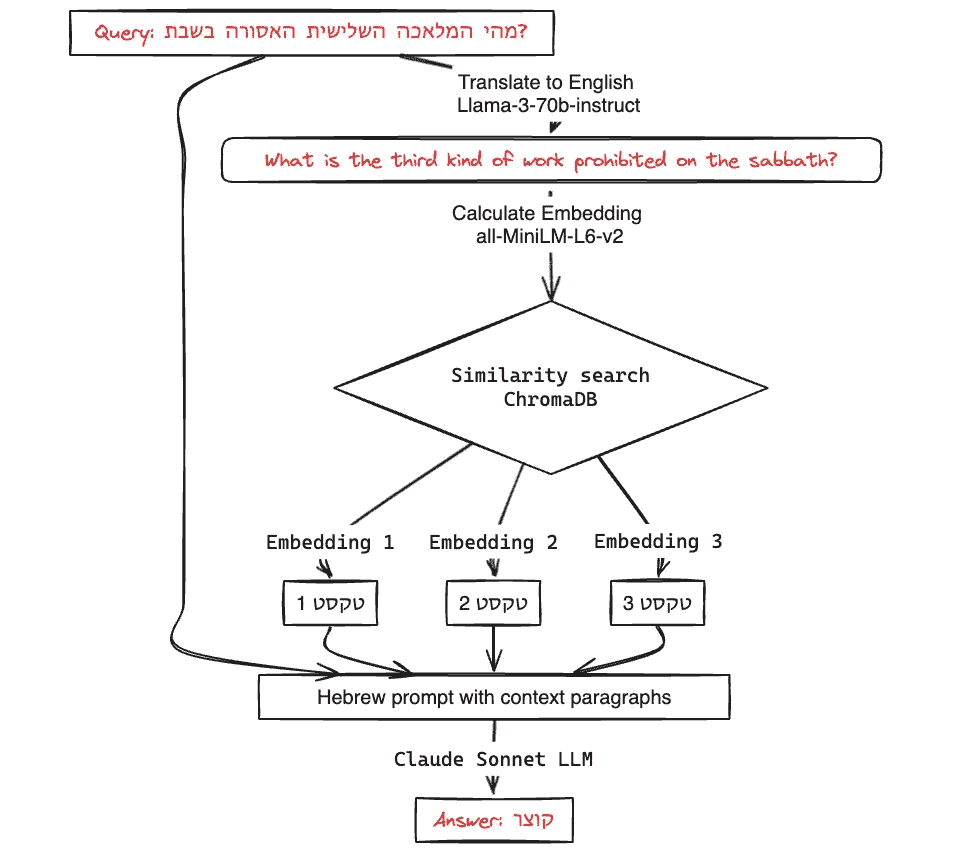 Query: מהי המלאכה השלישית האסורה בשבת?
Translate to English
Llama-3-70b-instruct
What is the third kind of work prohibited on the sabbath?
Calculate Embedding
all-MiniLM-L6-v2
Similarity search
ChromaDB
Embedding 1
Embedding 2
Embedding 3
טקסט 1
טקסט 2
טקסט 3
Hebrew prompt with context paragraphs
Claude Sonnet LLM
Answer: קוצר